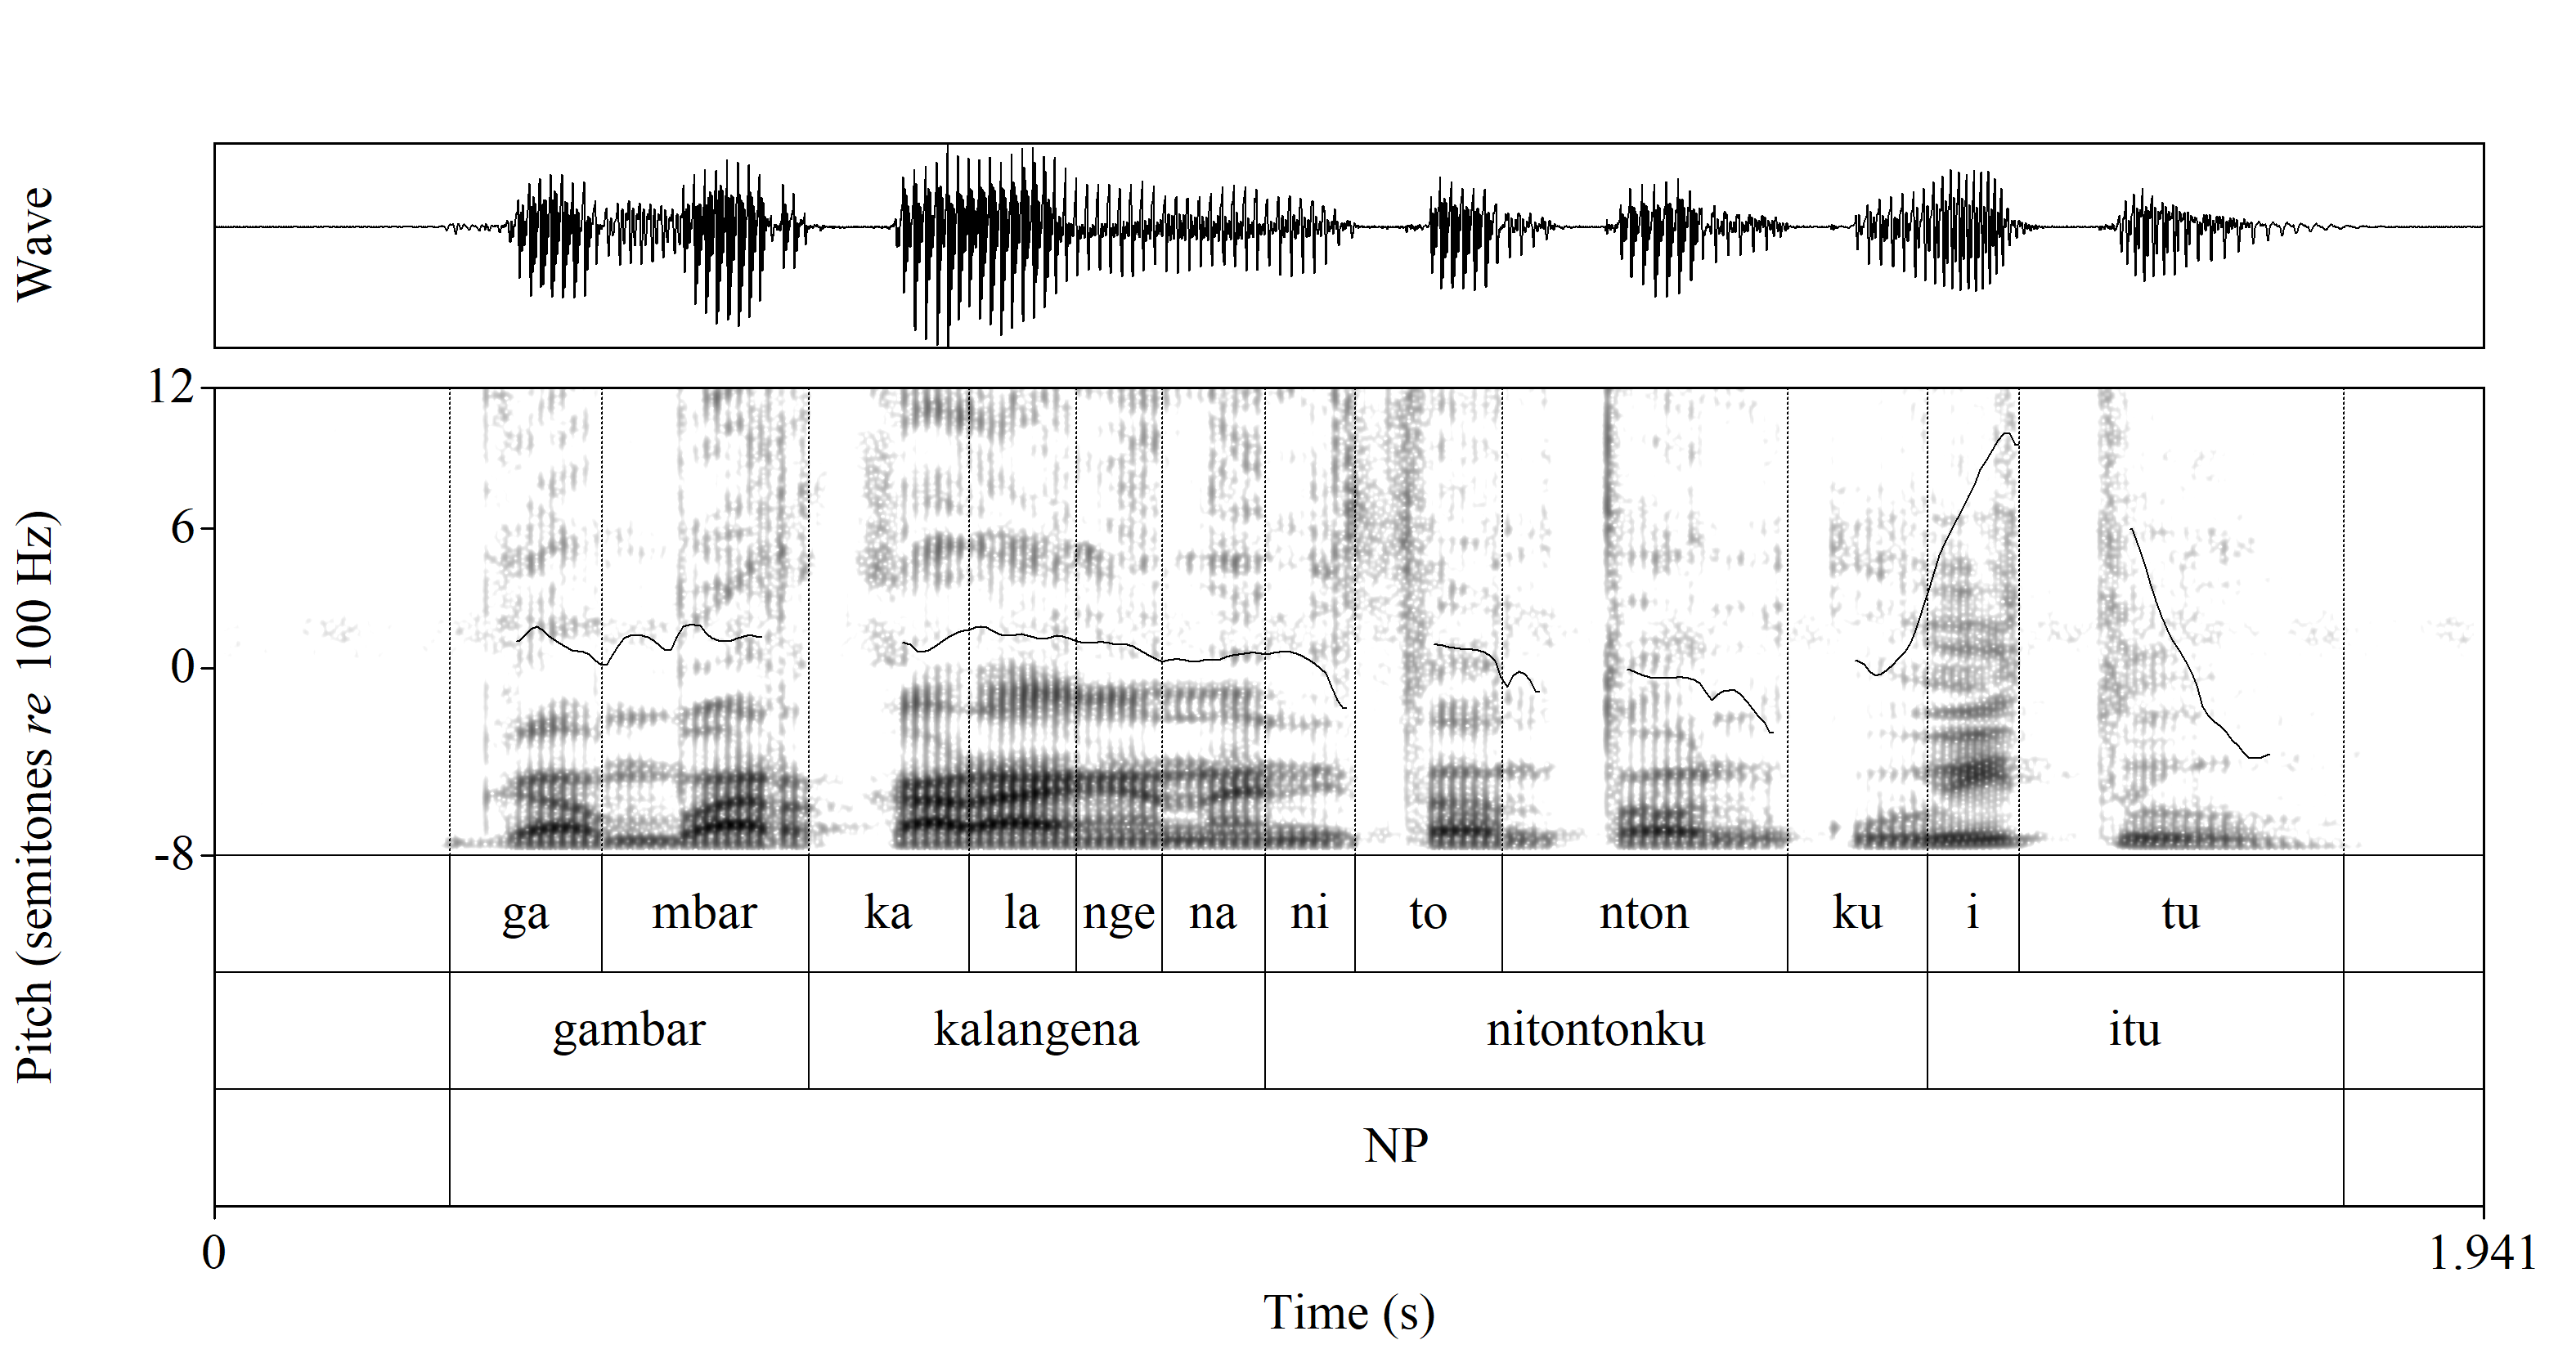 Wave
12
6
0
-8
Pitch (semitones re 100 Hz)
ga mbar ka la nge na ni to nton ku i tu
gambar kalangena nitontonku itu
NP
0 1.941
Time (s)